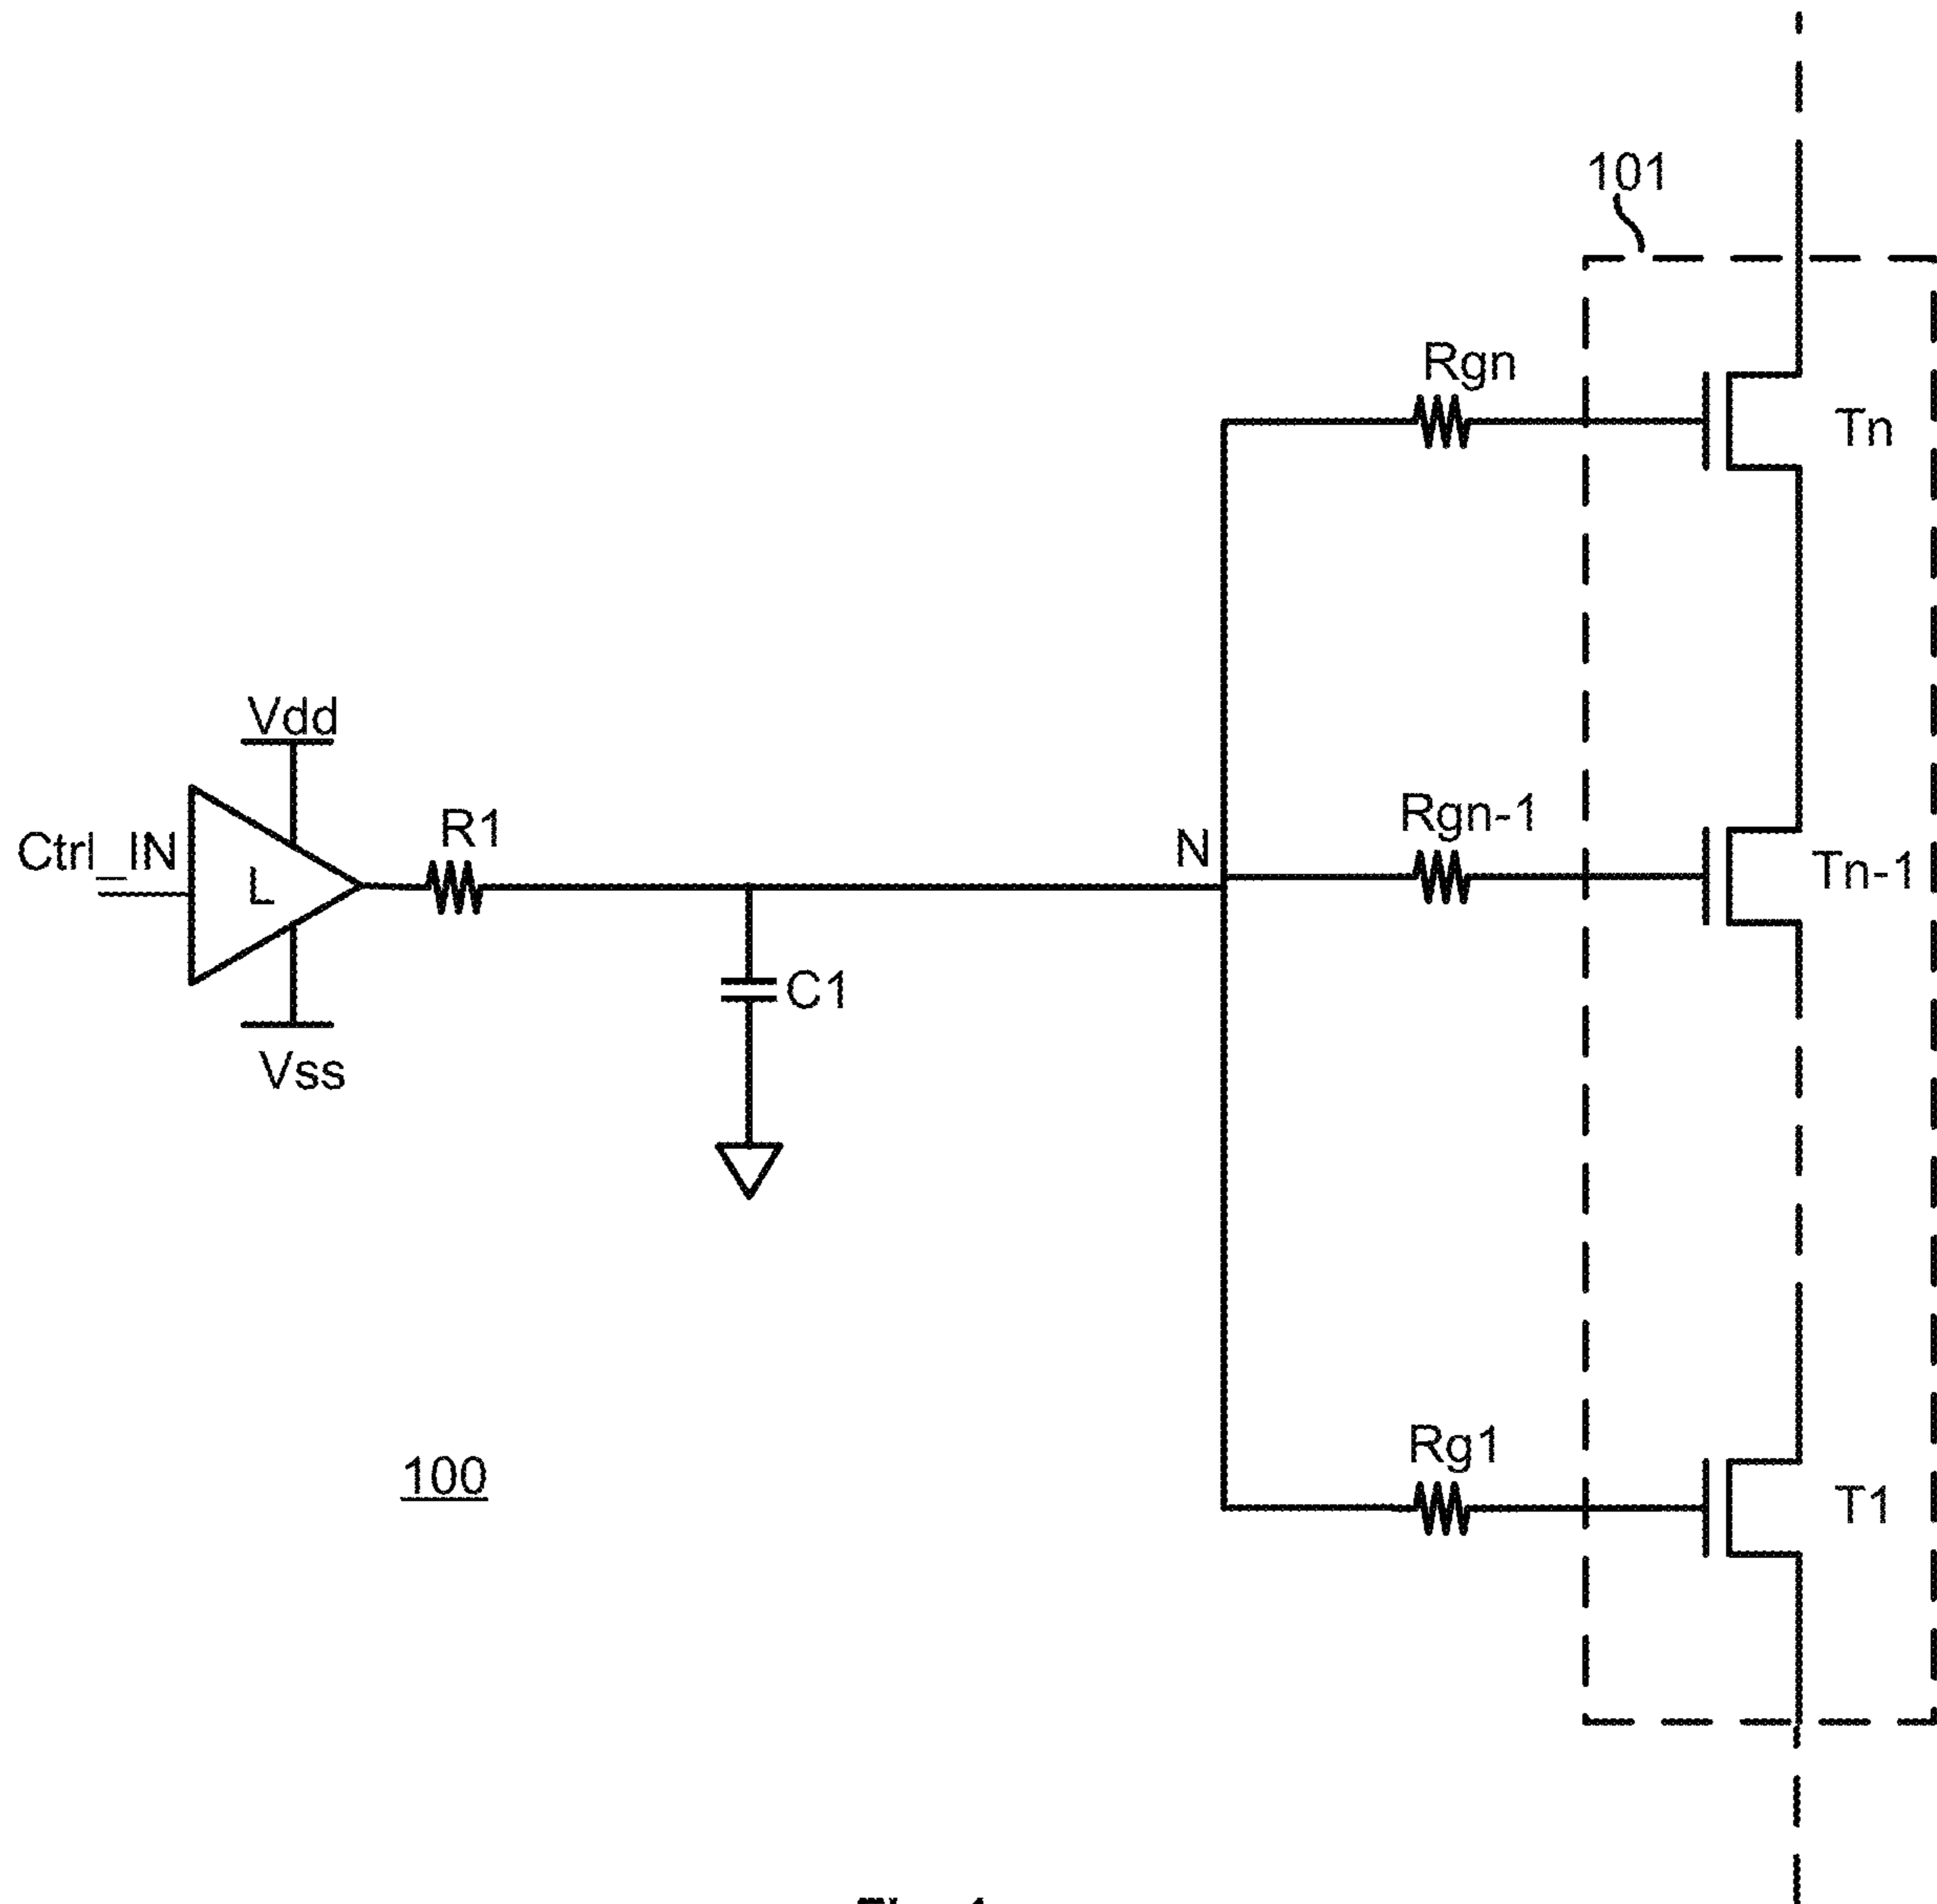 101
Rgn
Tn
Vdd
R1
Rgn-1
Ctrl_IN
N
Tn-1
L
C1
Vss
Rg1
100
T1